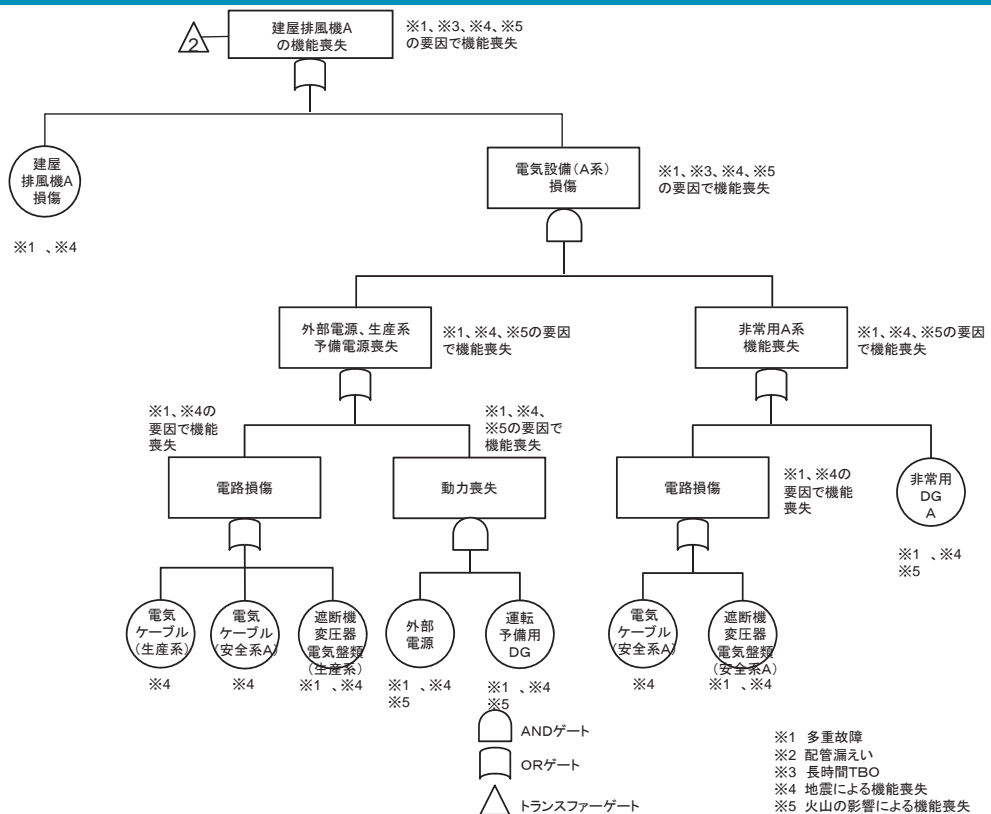 建屋排風機A
の機能喪失
※1、※3、※4、※5
の要因で機能喪失
2
建屋
排風機A
損傷
※1 、※4
電気設備(A系)
損傷
※1、※3、※4、※5
の要因で機能喪失
外部電源、生産系
予備電源喪失
※1、※4、※5の要因
で機能喪失
非常用A系
機能喪失
※1、※4、※5の要因
で機能喪失
※1、※4の
要因で機能
喪失
電路損傷
※1、※4、
※5の要因で
機能喪失
動力喪失
電路損傷
※1、※4の
要因で機能
喪失
非常用
DG
A
※1 、※4
※5
電気
ケーブル
(生産系)
※4
電気
ケーブル
(安全系A)
※4
遮断機
変圧器
電気盤類
(生産系)
※1 、※4
外部
電源
※1 、※4
※5
運転
予備用
DG
※1 、※4
※5
電気
ケーブル
(安全系A)
※4
遮断機
変圧器
電気盤類
(安全系A)
※1 、※4
ANDゲート
ORゲート
トランスファーゲート
※1 多重故障
※2 配管漏えい
※3 長時間TBO
※4 地震による機能喪失
※5 火山の影響による機能喪失